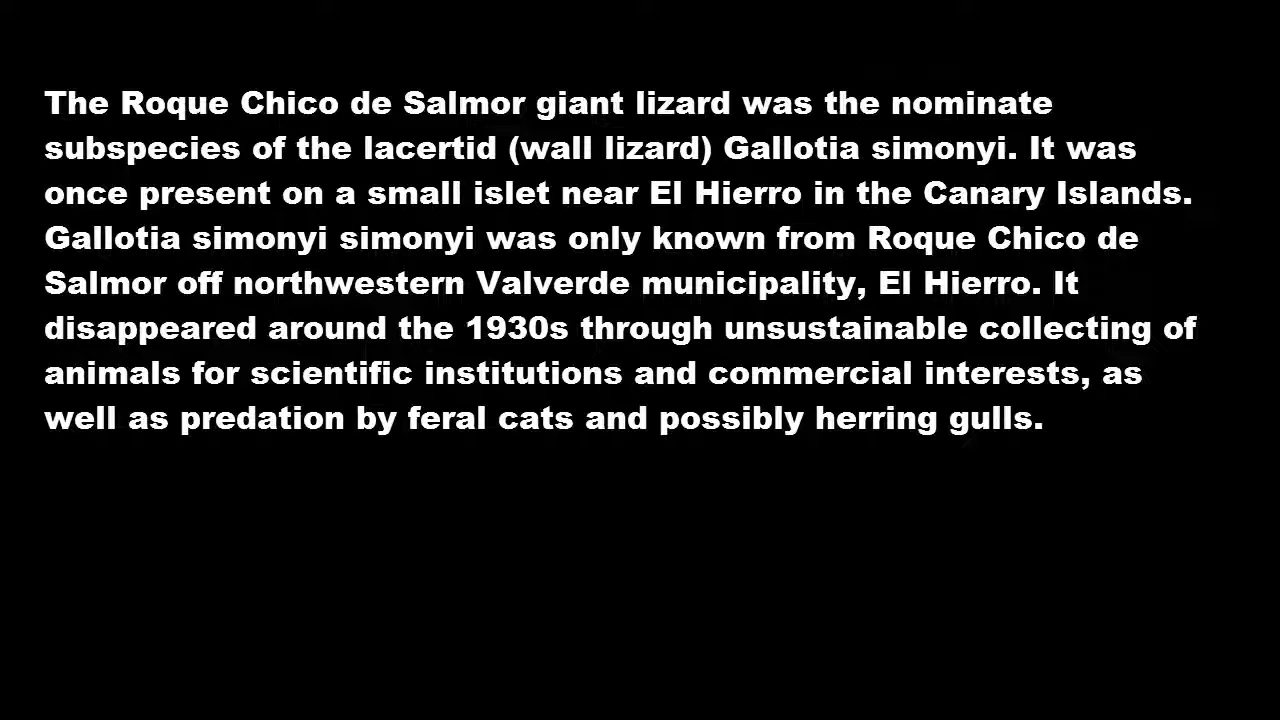 The Roque Chico de Salmor giant lizard was the nominate
subspecies of the lacertid (wall lizard) Gallotia simonyi. It was
once present on a small islet near El Hierro in the Canary Islands.
Gallotia simonyi simonyi was only known from Roque Chico de
Salmor off northwestern Valverde municipality, El Hierro. It
disappeared around the 1930s through unsustainable collecting of
animals for scientific institutions and commercial interests, as
well as predation by feral cats and possibly herring gulls.